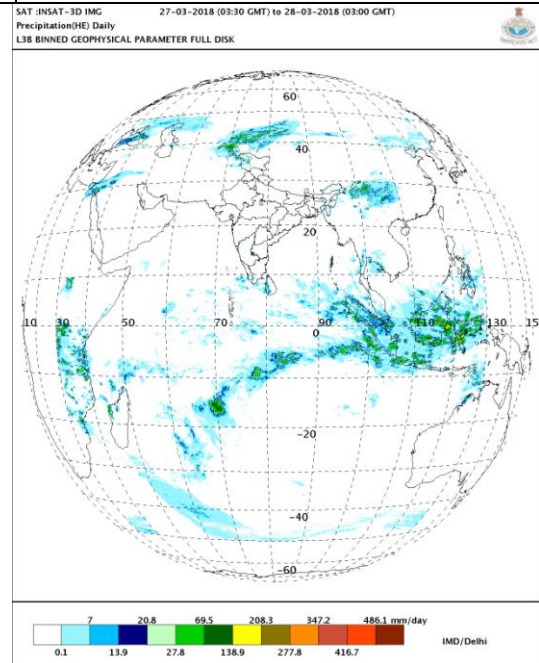 SAT :INSAT-3D IMG 27-03-2018 (03:30 GMT) to 28-03-2018 (03:00 GMT)
Precipitation(HE) Daily
L3B BINNED GEOPHYSICAL PARAMETER FULL DISK
60
40
20
10 30 50 70 90 110 130 15
0
-20
-40
-60
7 20.8 69.5 208.3 347.2 486.1 mm/day
0.1 13.9 27.8 138.9 277.8 416.7
IMD/Delhi